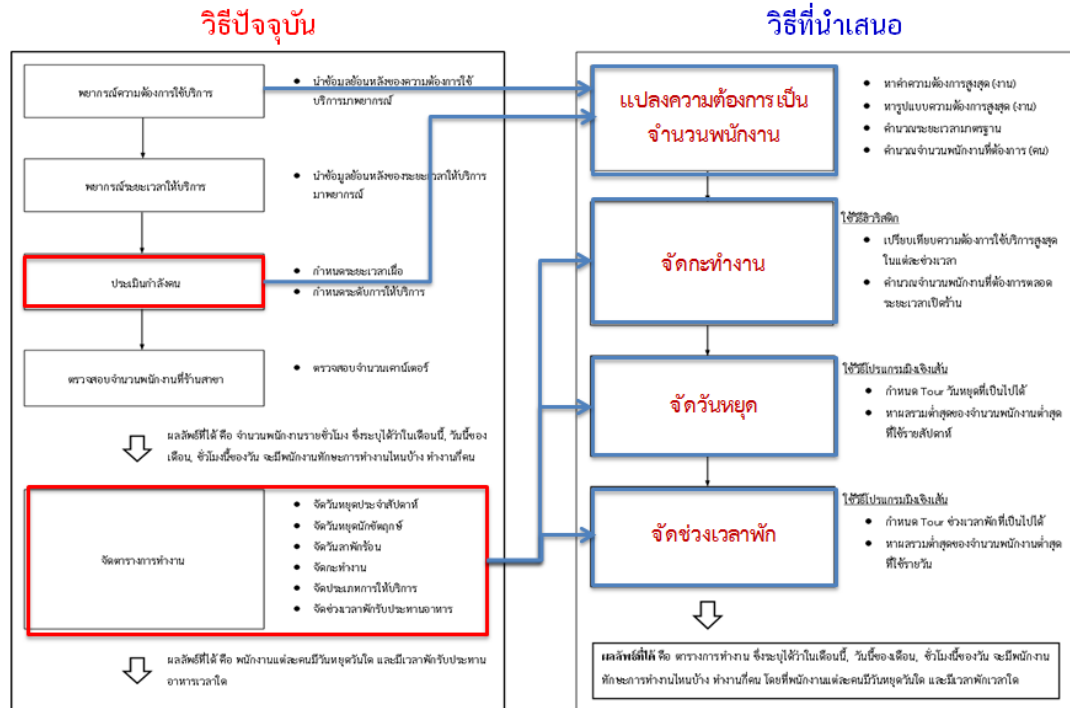 วิธีปัจจุบัน
พยากรณ์ความต้องการใช้บริการ
นำข้อมูลย้อนหลังของความต้องการใช้
บริการมาพยากรณ์
พยากรณ์ระยะเวลาให้บริการ
นำข้อมูลย้อนหลังของระยะเวลาให้บริการ
มาพยากรณ์
ประเมินกำลังคน
กำหนดระยะเวลาเผื่อ
กำหนดระดับการให้บริการ
ตรวจสอบจำนวนพนักงานที่ร้านสาขา
ตรวจสอบจำนวนเคาน์เตอร์
ผลลัพธ์ที่ได้ คือ จำนวนพนักงานรายชั่วโมง ซึ่งระบุได้ว่าในเดือนนี้, วันนี้ของ
เดือน, ชั่วโมงนี้ของวัน จะมีพนักงานทักษะการทำงานไหนบ้าง ทำงานกี่คน
จัดตารางการทำงาน
จัดวันหยุดประจำสัปดาห์
จัดวันหยุดนักขัตฤกษ์
จัดวันลาพักร้อน
จัดกะทำงาน
จัดประเภทการให้บริการ
จัดช่วงเวลาพักรับประทานอาหาร
ผลลัพธ์ที่ได้ คือ พนักงานแต่ละคนมีวันหยุดวันใด และมีเวลาพักรับประทาน
อาหารเวลาใด
วิธีที่นำเสนอ
แปลงความต้องการเป็น
จำนวนพนักงาน
หาค่าความต้องการสูงสุด (งาน)
หารูปแบบความต้องการสูงสุด (งาน)
คำนวณระยะเวลามาตรฐาน
คำนวณจำนวนพนักงานที่ต้องการ (คน)
จัดกะทำงาน
ใช้วิธีฮิวริสติก
เปรียบเทียบความต้องการใช้บริการสูงสุด
ในแต่ละช่วงเวลา
คำนวณจำนวนพนักงานที่ต้องการตลอด
ระยะเวลาเปิดร้าน
จัดวันหยุด
ใช้วิธีโปรแกรมมิงเชิงเส้น
กำหนด Tour วันหยุดที่เป็นไปได้
หาผลรวมต่ำสุดของจำนวนพนักงานต่ำสุด
ที่ใช้รายสัปดาห์
จัดช่วงเวลาพัก
ใช้วิธีโปรแกรมมิงเชิงเส้น
กำหนด Tour ช่วงเวลาพักที่เป็นไปได้
หาผลรวมต่ำสุดของจำนวนพนักงานต่ำสุด
ที่ใช้รายวัน
ผลลัพธ์ที่ได้ คือ ตารางการทำงาน ซึ่งระบุได้ว่าในเดือนนี้, วันนี้ของเดือน, ชั่วโมงนี้ของวัน จะมีพนักงาน
ทักษะการทำงานไหนบ้าง ทำงานกี่คน โดยที่พนักงานแต่ละคนมีวันหยุดวันใด และมีเวลาพักเวลาใด